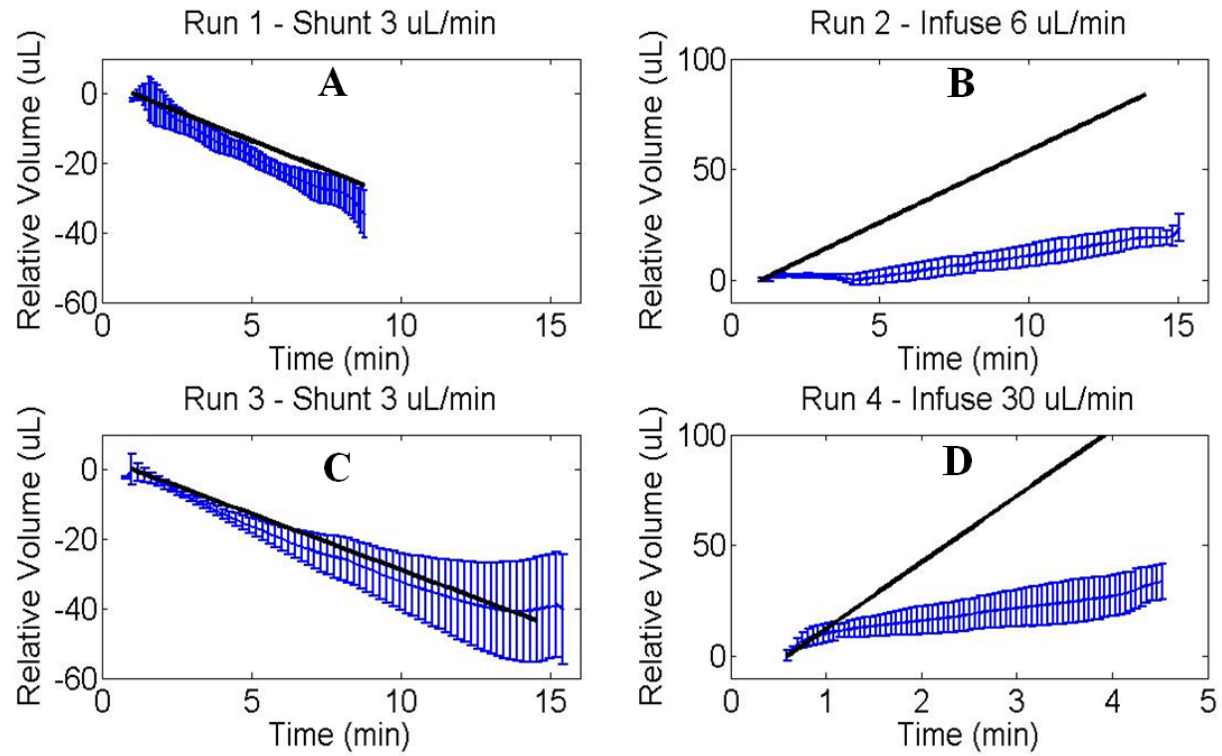 Run 1 - Shunt 3 uL/min
A
Relative Volume (uL)
0
-20
-40
-60
0 5 10 15
Time (min)
Run 2 - Infuse 6 uL/min
B
Relative Volume (uL)
100
50
0
0 5 10 15
Time (min)
Run 3 - Shunt 3 uL/min
C
Relative Volume (uL)
0
-20
-40
-60
0 5 10 15
Time (min)
Run 4 - Infuse 30 uL/min
D
Relative Volume (uL)
100
50
0
0 1 2 3 4 5
Time (min)